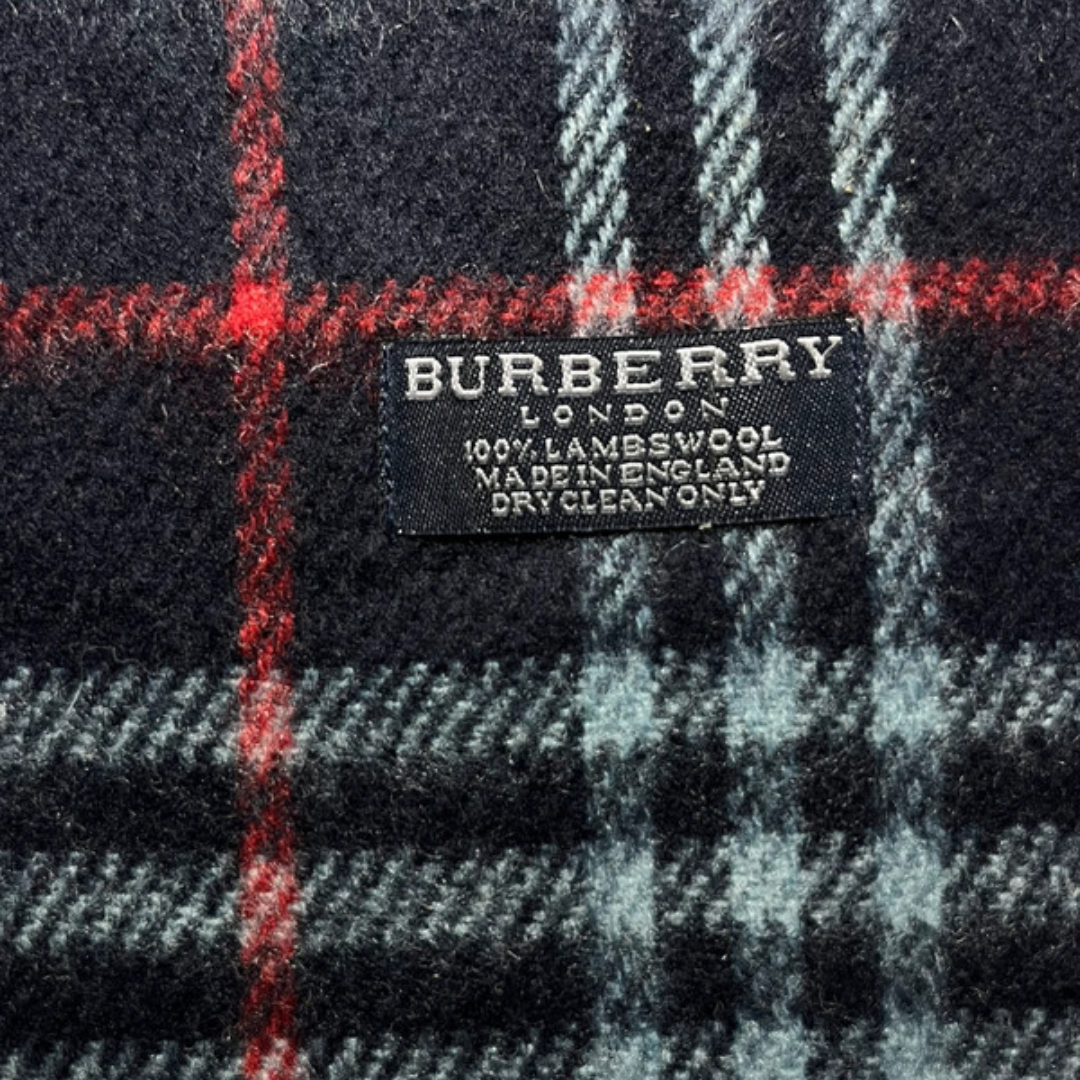 BURBERRY
LONDON
100% LAMBSWOOL
MADE IN ENGLAND
DRY CLEAN ONLY